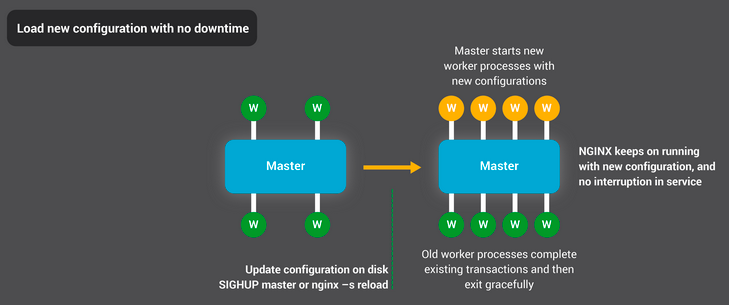 Load new configuration with no downtime
Master starts new
worker processes with
new configurations
W W
W W W W
Master
Master
NGINX keeps on running
with new configuration, and
no interruption in service
W W
W W W W
Update configuration on disk
SIGHUP master or nginx –s reload
Old worker processes complete
existing transactions and then
exit gracefully